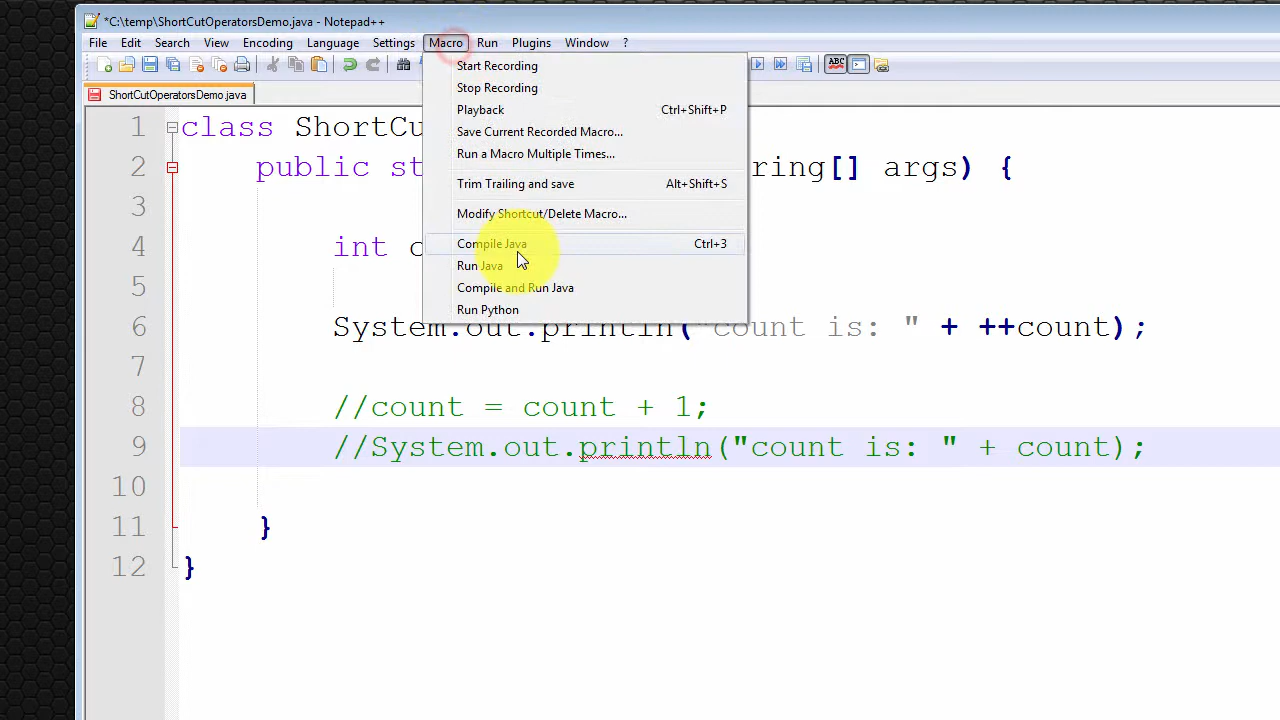 *C:\temp\ShortCutOperatorsDemo.java - Notepad++
File Edit Search View Encoding Language Settings Macro Run Plugins Window ?
ABC
ShortCutOperatorsDemo.java
Start Recording
Stop Recording
Playback Ctrl+Shift+P
Save Current Recorded Macro...
Run a Macro Multiple Times...
Trim Trailing and save Alt+Shift+S
Modify Shortcut/Delete Macro...
Compile Java Ctrl+3
Run Java
Compile and Run Java
Run Python
1 class ShortCu
2 public st ring[] args) {
3
4 int c
5
6 System.out.println("count is: " + ++count);
7
8 //count = count + 1;
9 //System.out.println("count is: " + count);
10
11 }
12 }